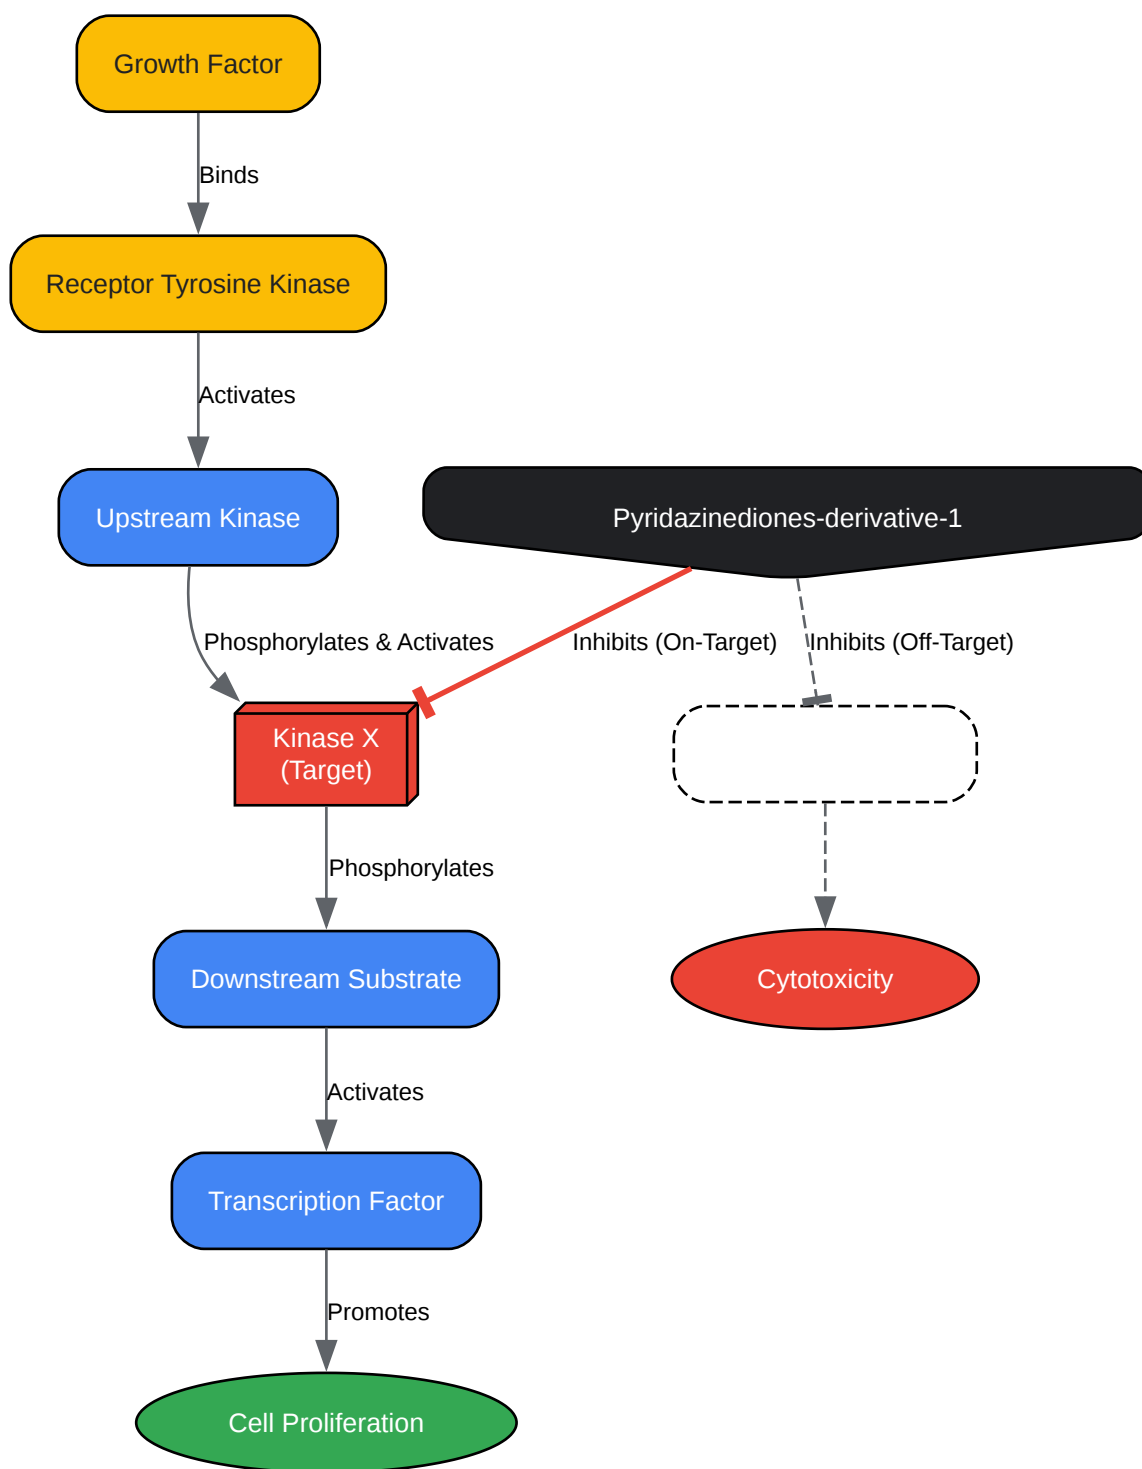 Growth Factor
Binds
Receptor Tyrosine Kinase
Activates
Upstream Kinase
Pyridazinediones-derivative-1
Phosphorylates & Activates
Inhibits (On-Target)
Inhibits (Off-Target)
Kinase X
(Target)
Phosphorylates
Downstream Substrate
Cytotoxicity
Activates
Transcription Factor
Promotes
Cell Proliferation